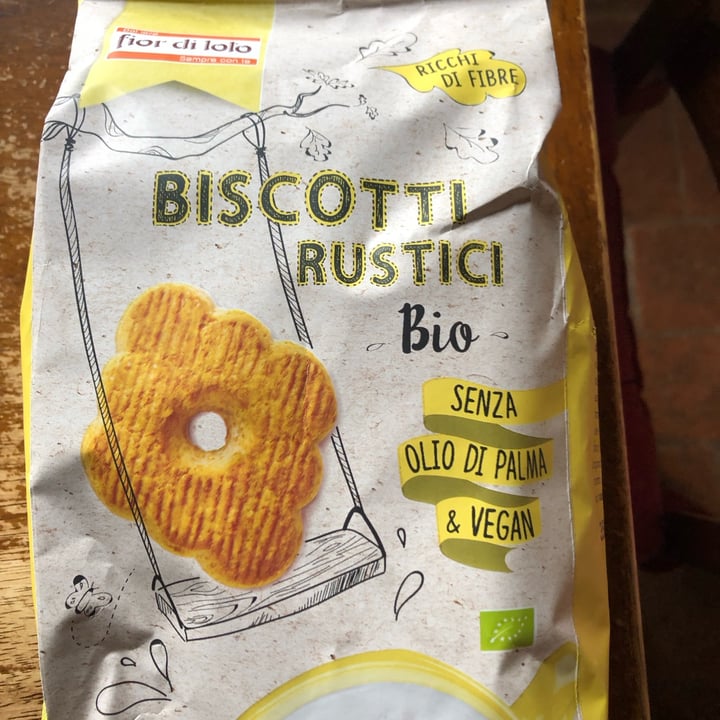 fior di loto
Sempre con te
RICCHI
DI FIBRE
BISCOTTI
RUSTICI
Bio
SENZA
OLIO DI PALMA
& VEGAN